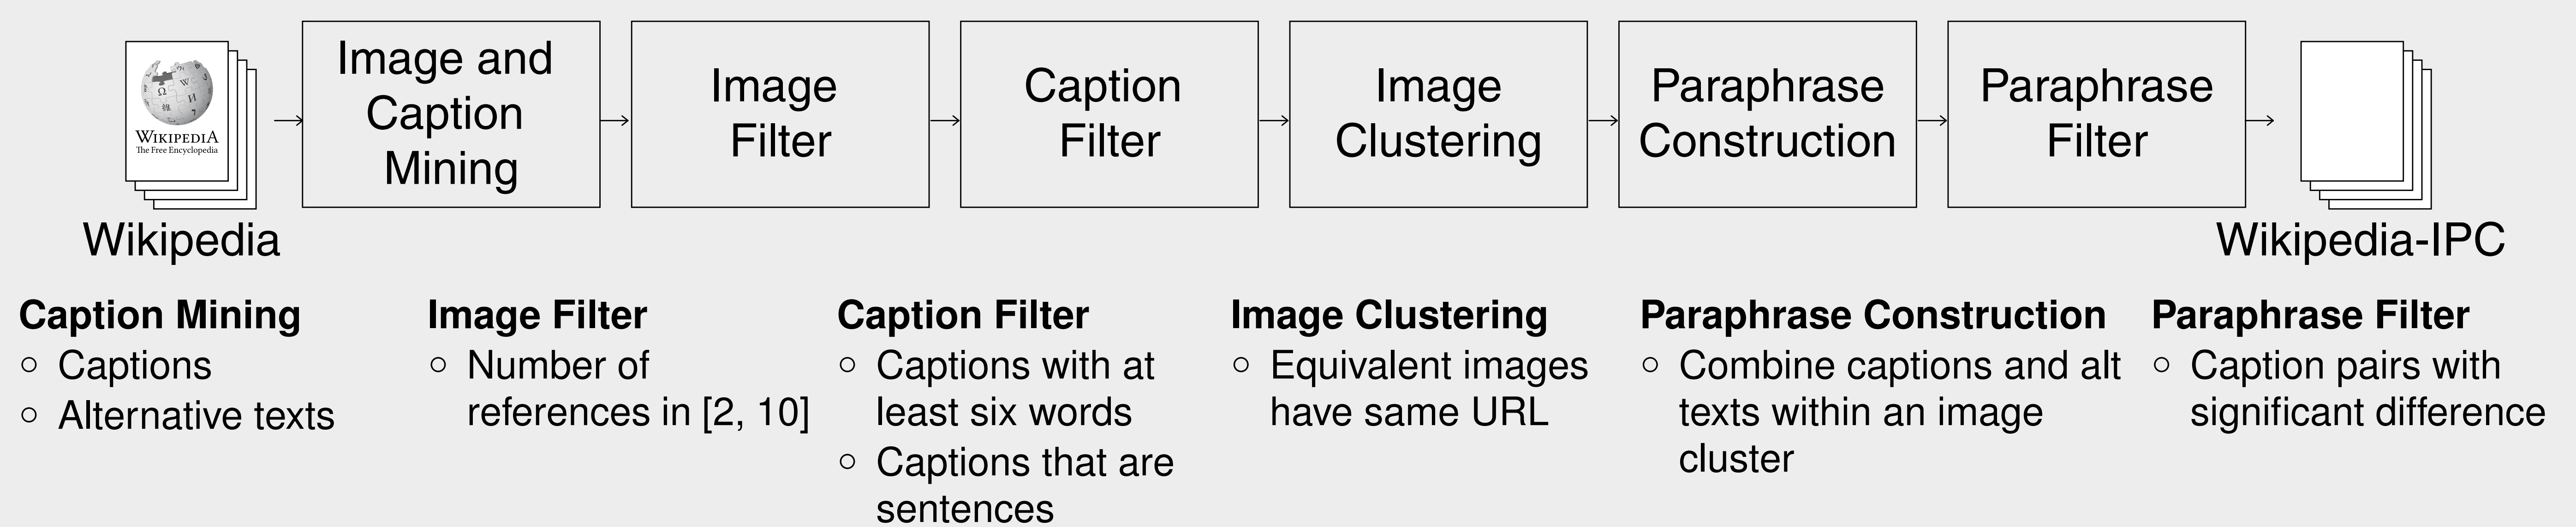 WIKIPEDIA
The Free Encyclopedia
Wikipedia
Image and
Caption
Mining
Image
Filter
Caption
Filter
Image
Clustering
Paraphrase
Construction
Paraphrase
Filter
Wikipedia-IPC
Caption Mining
○ Captions
○ Alternative texts
Image Filter
○ Number of
references in [2, 10]
Caption Filter
○ Captions with at
least six words
○ Captions that are
sentences
Image Clustering
○ Equivalent images
have same URL
Paraphrase Construction
○ Combine captions and alt
texts within an image
cluster
Paraphrase Filter
○ Caption pairs with
significant difference